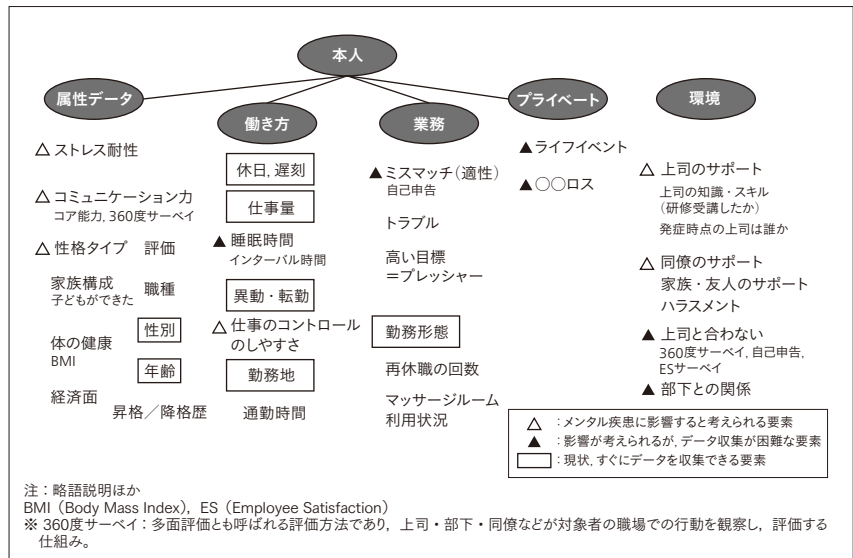 本人
属性データ
働き方
業務
プライベート
環境
△ ストレス耐性
△ コミュニケーション力
コア能力, 360度サーベイ
△ 性格タイプ 評価
家族構成 職種
子どもができた
性別
体の健康
BMI
年齢
経済面
昇格／降格歴
休日, 遅刻
仕事量
▲ 睡眠時間
インターバル時間
異動・転勤
△ 仕事のコントロール
のしやすさ
勤務地
通勤時間
▲ ミスマッチ（適性）
自己申告
トラブル
高い目標
＝プレッシャー
勤務形態
再休職の回数
マッサージルーム
利用状況
▲ ライフイベント
▲ 〇〇ロス
△ 上司のサポート
上司の知識・スキル
（研修受講したか）
発症時点の上司は誰か
△ 同僚のサポート
家族・友人のサポート
ハラスメント
▲ 上司と合わない
360度サーベイ, 自己申告,
ESサーベイ
▲ 部下との関係
△ ：メンタル疾患に影響すると考えられる要素
▲ ：影響が考えられるが, データ収集が困難な要素
：現状, すぐにデータを収集できる要素
注：略語説明ほか
BMI（Body Mass Index）, ES（Employee Satisfaction）
※ 360度サーベイ：多面評価とも呼ばれる評価方法であり, 上司・部下・同僚などが対象者の職場での行動を観察し, 評価する
仕組み。